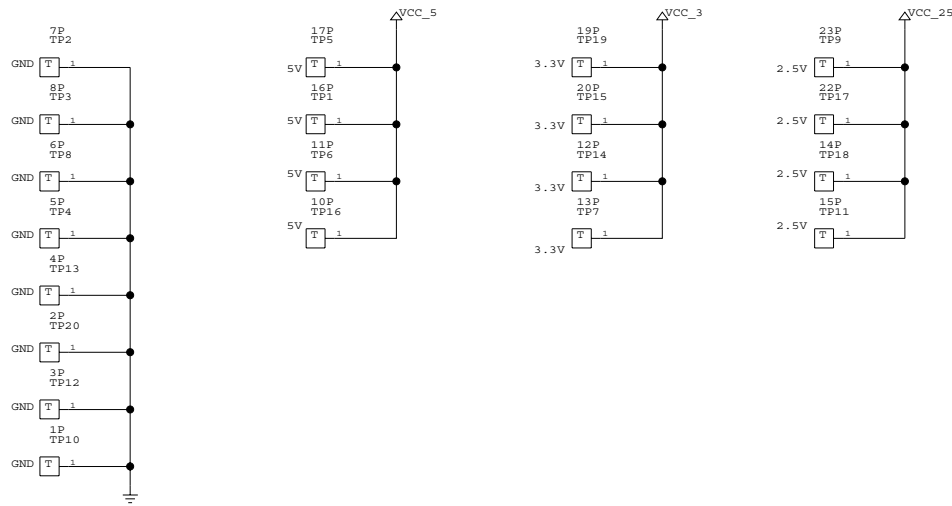 7P
TP2
GND T 1
8P
TP3
GND T 1
6P
TP8
GND T 1
5P
TP4
GND T 1
4P
TP13
GND T 1
2P
TP20
GND T 1
3P
TP12
GND T 1
1P
TP10
GND T 1
VCC_5
17P
TP5
5V T 1
16P
TP1
5V T 1
11P
TP6
5V T 1
10P
TP16
5V T 1
VCC_3
19P
TP19
3.3V T 1
20P
TP15
3.3V T 1
12P
TP14
3.3V T 1
13P
TP7
3.3V T 1
VCC_25
23P
TP9
2.5V T 1
22P
TP17
2.5V T 1
14P
TP18
2.5V T 1
15P
TP11
2.5V T 1